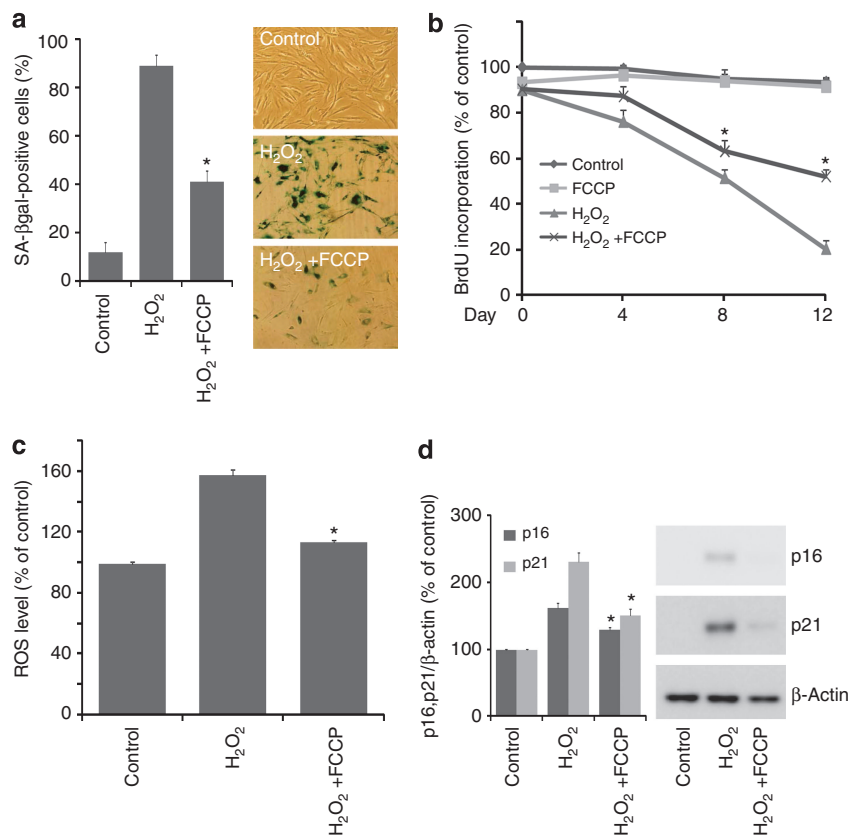 a
SA-βgal-positive cells (%)
100
80
60
40
20
0
Control
H₂O₂
H₂O₂ +FCCP
*
Control
H₂O₂
H₂O₂ +FCCP
b
BrdU incorporation (% of control)
100
80
60
40
20
0
Control
FCCP
H₂O₂
H₂O₂ +FCCP
*
*
Day
0
4
8
12
c
ROS level (% of control)
160
120
80
40
0
*
Control
H₂O₂
H₂O₂ +FCCP
d
p16,p21/β-actin (% of control)
300
200
100
0
p16
p21
*
*
Control
H₂O₂
H₂O₂ +FCCP
p16
p21
β-Actin
Control
H₂O₂
H₂O₂ +FCCP